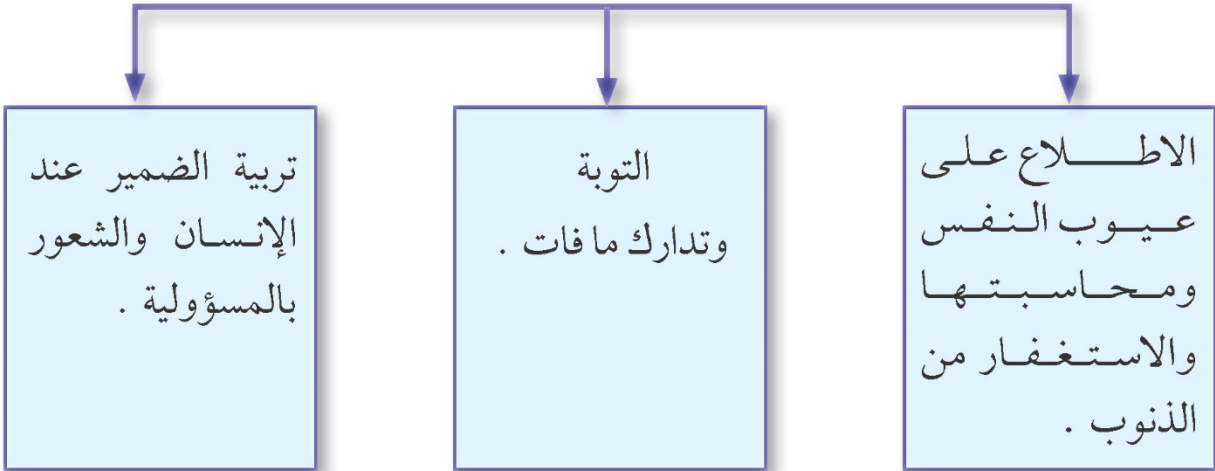 الاطلاع على
عيوب النفس
ومحاسبتها
والاستغفار من
الذنوب .
التوبة
وتدارك ما فات .
تربية الضمير عند
الإنسان والشعور
بالمسؤولية .